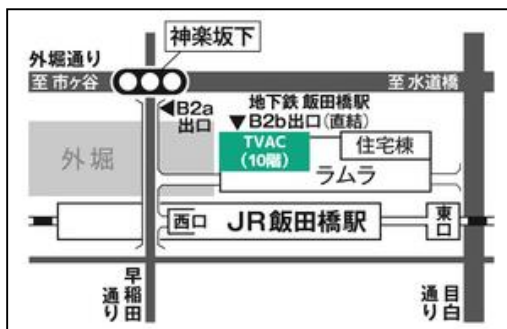 神楽坂下
外堀通り
至 市ヶ谷
至 水道橋
◀B2a
出口
地下鉄 飯田橋駅
▼B2b出口(直結)
TVAC
(10階)
住宅棟
外堀
ラムラ
西口
JR飯田橋駅
東口
早稲田通り
目白通り